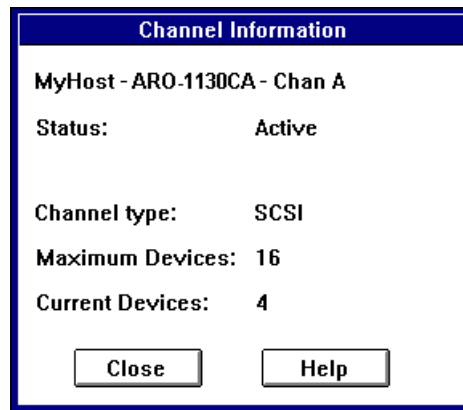 Channel Information
MyHost - ARO-1130CA - Chan A
Status: Active
Channel type: SCSI
Maximum Devices: 16
Current Devices: 4
Close Help